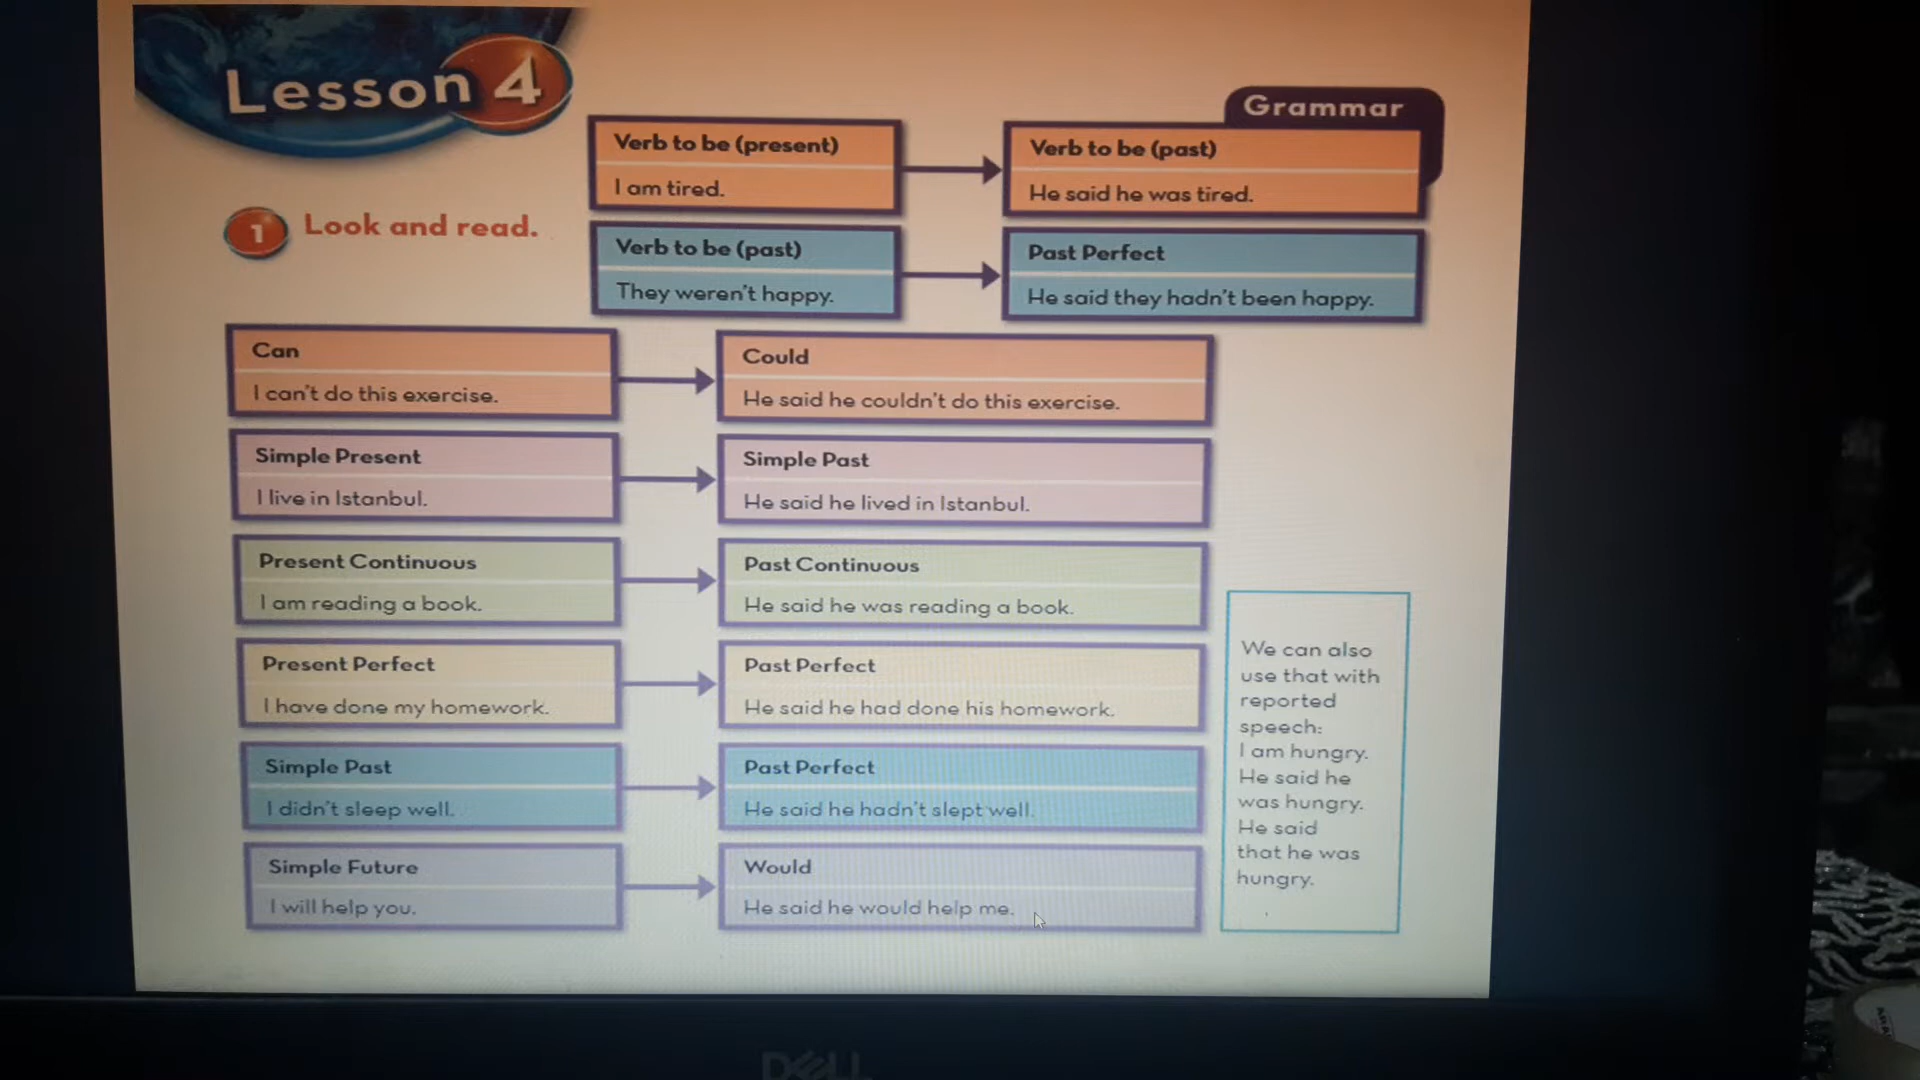 Lesson 4
Grammar
Verb to be (present)
I am tired.
Verb to be (past)
He said he was tired.
1 Look and read.
Verb to be (past)
They weren't happy.
Past Perfect
He said they hadn't been happy.
Can
I can't do this exercise.
Could
He said he couldn't do this exercise.
Simple Present
I live in Istanbul.
Simple Past
He said he lived in Istanbul.
Present Continuous
I am reading a book.
Past Continuous
He said he was reading a book.
Present Perfect
I have done my homework.
Past Perfect
He said he had done his homework.
Simple Past
I didn't sleep well.
Past Perfect
He said he hadn't slept well.
Simple Future
I will help you.
Would
He said he would help me.
We can also
use that with
reported
speech:
I am hungry.
He said he
was hungry.
He said
that he was
hungry.
DELL